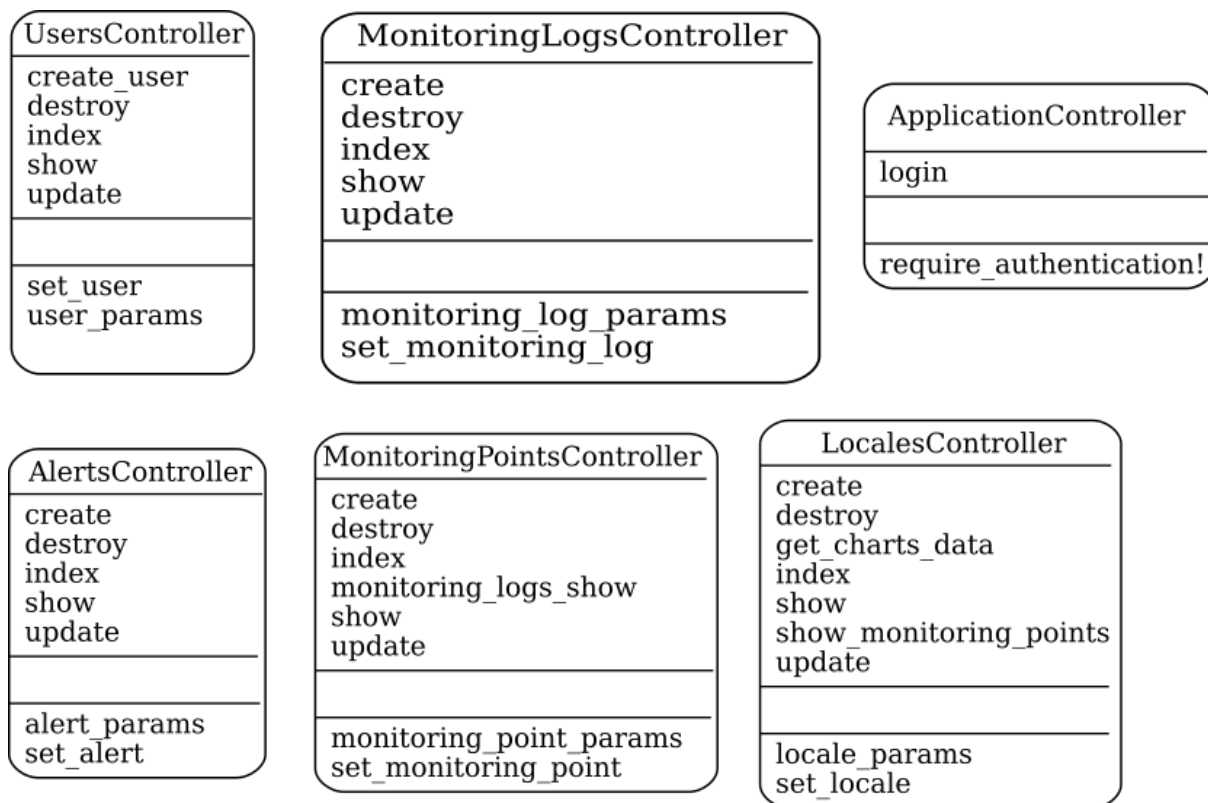 UsersController
create_user
destroy
index
show
update
set_user
user_params
MonitoringLogsController
create
destroy
index
show
update
monitoring_log_params
set_monitoring_log
ApplicationController
login
require_authentication!
AlertsController
create
destroy
index
show
update
alert_params
set_alert
MonitoringPointsController
create
destroy
index
monitoring_logs_show
show
update
monitoring_point_params
set_monitoring_point
LocalesController
create
destroy
get_charts_data
index
show
show_monitoring_points
update
locale_params
set_locale